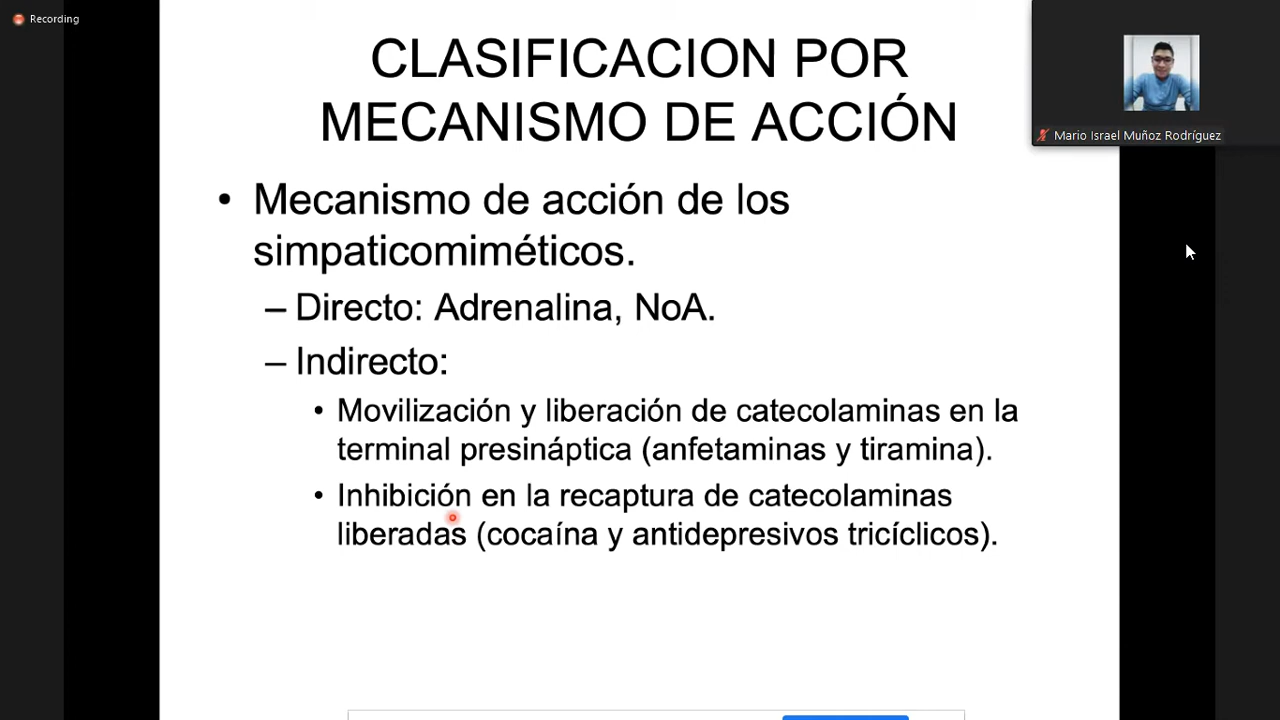 Recording
CLASIFICACION POR
MECANISMO DE ACCIÓN
Mario Israel Muñoz Rodríguez
• Mecanismo de acción de los
simpaticomiméticos.
– Directo: Adrenalina, NoA.
– Indirecto:
• Movilización y liberación de catecolaminas en la
terminal presináptica (anfetaminas y tiramina).
• Inhibición en la recaptura de catecolaminas
liberadas (cocaína y antidepresivos tricíclicos).